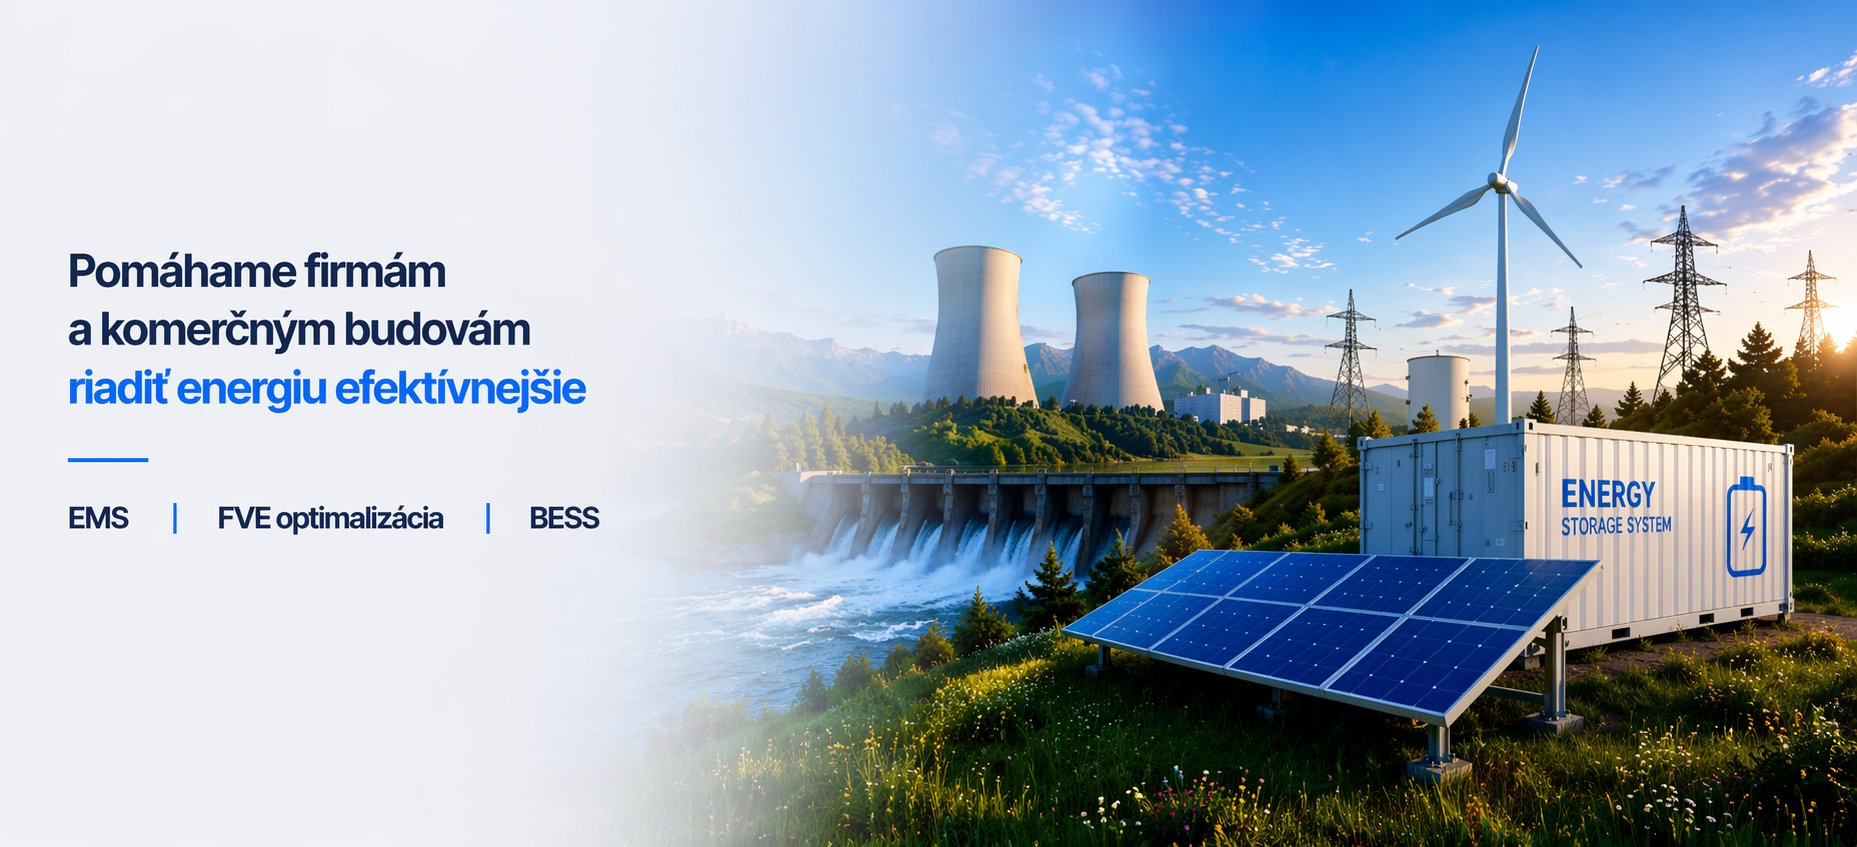 Pomáhame firmám
a komerčným budovám
riadiť energiu efektívnejšie
EMS | FVE optimalizácia | BESS
ENERGY
STORAGE SYSTEM